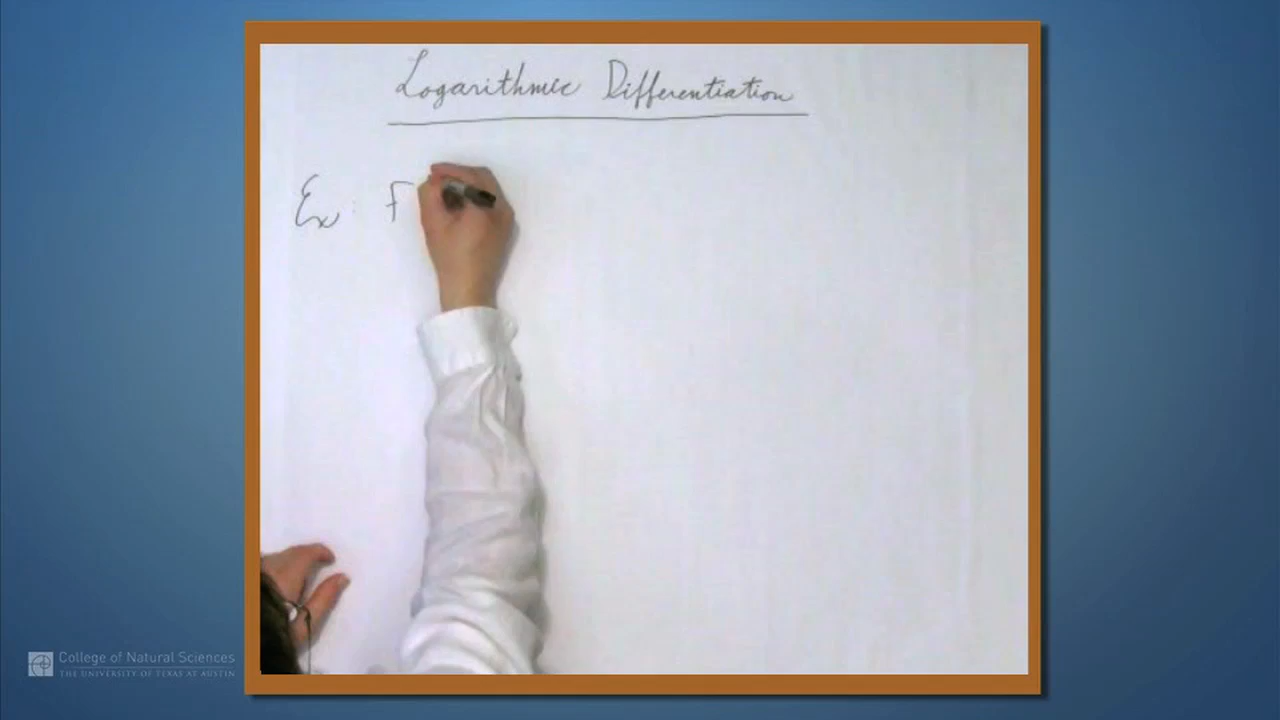 Logarithmic Differentiation
Ex: F
College of Natural Sciences
THE UNIVERSITY OF TEXAS AT AUSTIN